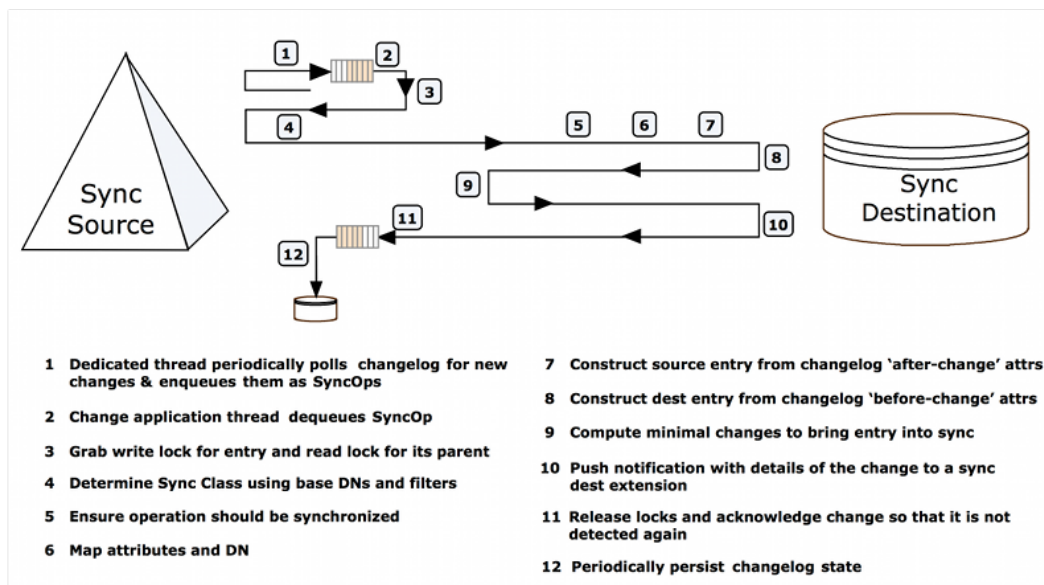 1
2
3
4
5
6
7
8
9
10
11
12
Sync
Source
Sync
Destination
1 Dedicated thread periodically polls changelog for new
changes & enqueues them as SyncOps
2 Change application thread dequeues SyncOp
3 Grab write lock for entry and read lock for its parent
4 Determine Sync Class using base DNs and filters
5 Ensure operation should be synchronized
6 Map attributes and DN
7 Construct source entry from changelog ‘after-change’ attrs
8 Construct dest entry from changelog ‘before-change’ attrs
9 Compute minimal changes to bring entry into sync
10 Push notification with details of the change to a sync
dest extension
11 Release locks and acknowledge change so that it is not
detected again
12 Periodically persist changelog state